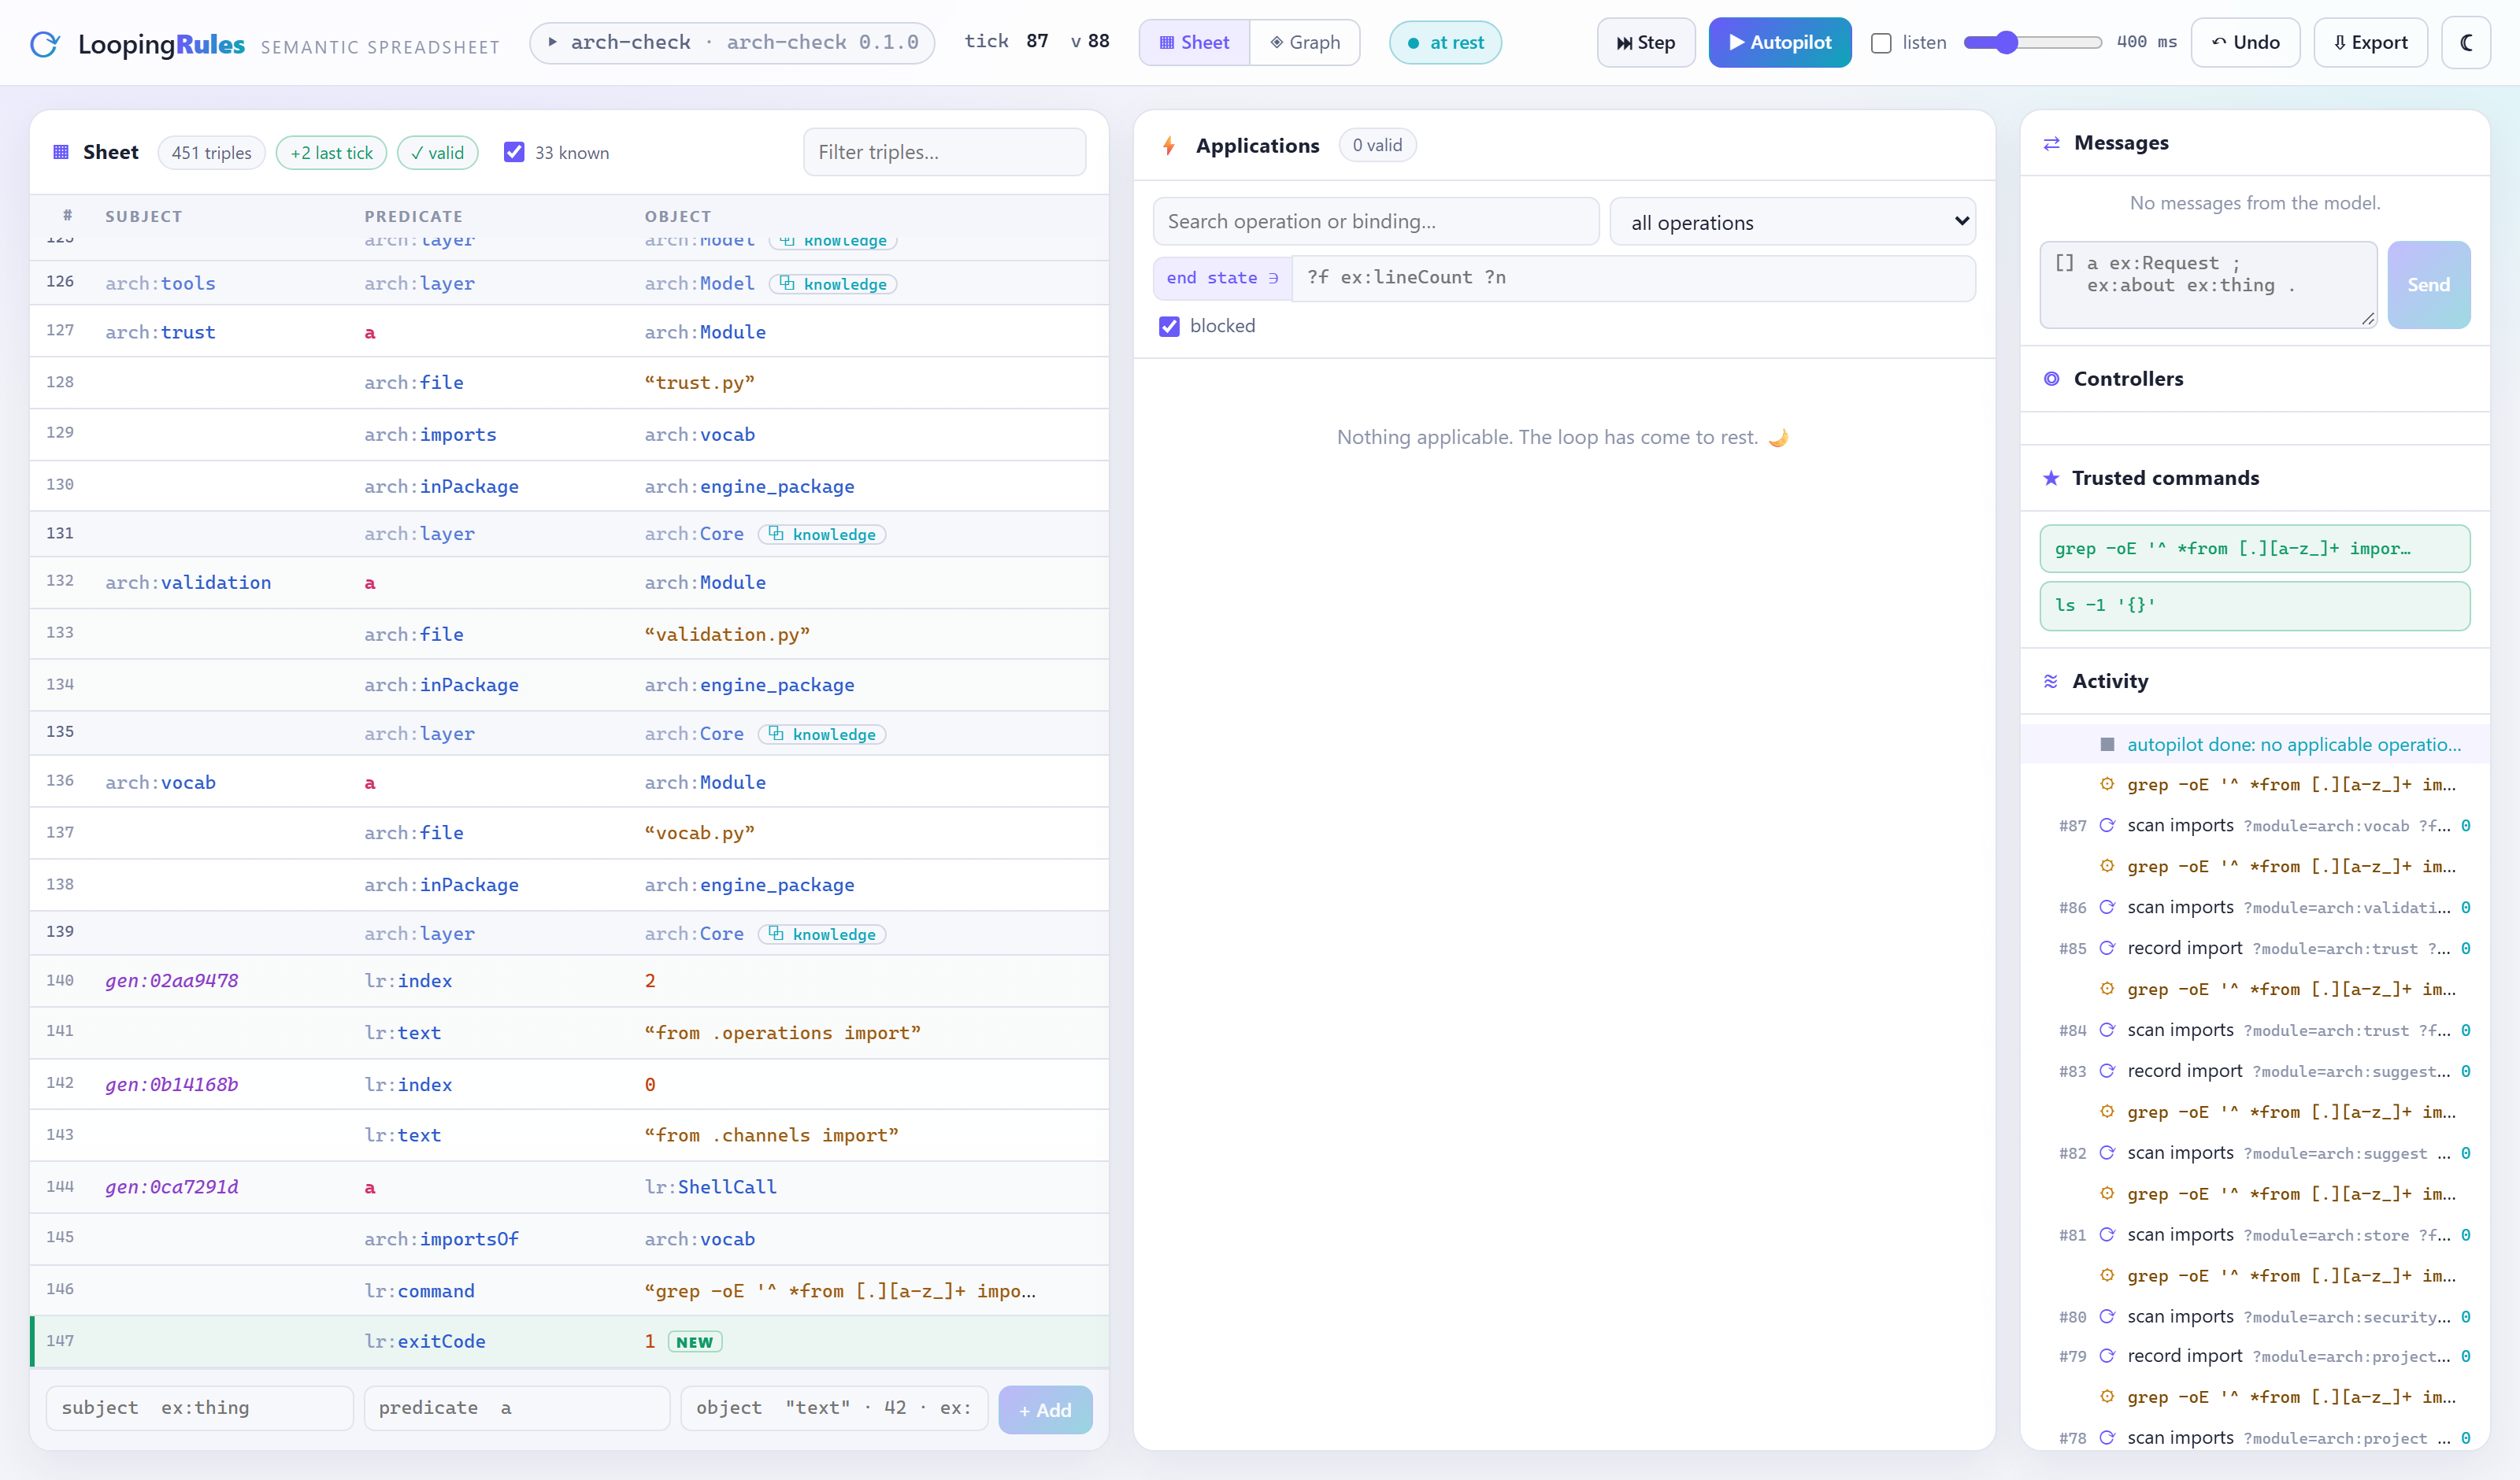 LoopingRules SEMANTIC SPREADSHEET
▸ arch-check · arch-check 0.1.0
tick 87 v 88
Sheet Graph
at rest
Step
Autopilot
listen
400 ms
Undo
Export
Sheet 451 triples +2 last tick ✓ valid 33 known
Filter triples...
# SUBJECT PREDICATE OBJECT
125 arch:layer arch:Model knowledge
126 arch:tools arch:layer arch:Model knowledge
127 arch:trust a arch:Module
128 arch:file “trust.py”
129 arch:imports arch:vocab
130 arch:inPackage arch:engine_package
131 arch:layer arch:Core knowledge
132 arch:validation a arch:Module
133 arch:file “validation.py”
134 arch:inPackage arch:engine_package
135 arch:layer arch:Core knowledge
136 arch:vocab a arch:Module
137 arch:file “vocab.py”
138 arch:inPackage arch:engine_package
139 arch:layer arch:Core knowledge
140 gen:02aa9478 lr:index 2
141 lr:text “from .operations import”
142 gen:0b14168b lr:index 0
143 lr:text “from .channels import”
144 gen:0ca7291d a lr:ShellCall
145 arch:importsOf arch:vocab
146 lr:command “grep -oE '^ *from [.][a-z_]+ impo...
147 lr:exitCode 1 NEW
subject ex:thing
predicate a
object "text" · 42 · ex:
+ Add
Applications 0 valid
Search operation or binding...
all operations
end state ∋ ?f ex:lineCount ?n
blocked
Nothing applicable. The loop has come to rest. 🌙
Messages
No messages from the model.
[] a ex:Request ;
ex:about ex:thing .
Send
Controllers
Trusted commands
grep -oE '^ *from [.][a-z_]+ impor…
ls -1 '{}'
Activity
autopilot done: no applicable operatio...
grep -oE '^ *from [.][a-z_]+ im...
#87 scan imports ?module=arch:vocab ?f... 0
grep -oE '^ *from [.][a-z_]+ im...
#86 scan imports ?module=arch:validati... 0
#85 record import ?module=arch:trust ?... 0
grep -oE '^ *from [.][a-z_]+ im...
#84 scan imports ?module=arch:trust ?f... 0
#83 record import ?module=arch:suggest... 0
grep -oE '^ *from [.][a-z_]+ im...
#82 scan imports ?module=arch:suggest ... 0
grep -oE '^ *from [.][a-z_]+ im...
#81 scan imports ?module=arch:store ?f... 0
grep -oE '^ *from [.][a-z_]+ im...
#80 scan imports ?module=arch:security... 0
#79 record import ?module=arch:project... 0
grep -oE '^ *from [.][a-z_]+ im...
#78 scan imports ?module=arch:project ... 0